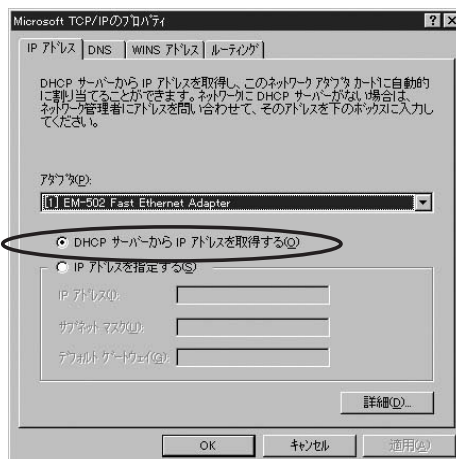 Microsoft TCP/IPのプロパティ
IP アドレス DNS WINS アドレス ルーティング
DHCP サーバーから IP アドレスを取得し、このネットワーク アダプタ カードに自動的
に割り当てることができます。ネットワークに DHCP サーバーがない場合は、
ネットワーク管理者にアドレスを問い合わせて、そのアドレスを下のボックスに入力し
てください。
アダプタ(P):
[1] EM-502 Fast Ethernet Adapter
DHCP サーバーから IP アドレスを取得する(O)
IP アドレスを指定する(S)
IP アドレス(I):
サブネット マスク(U):
デフォルト ゲートウェイ(G):
詳細(D)...
OK キャンセル 適用(A)